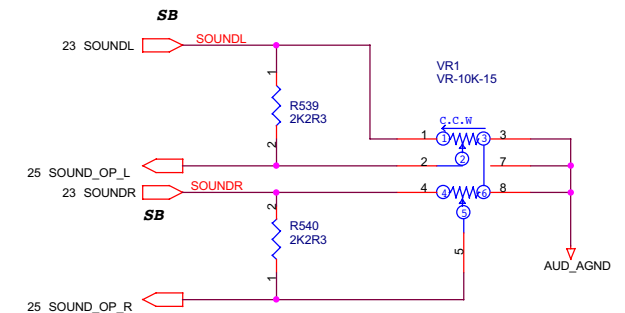 SB
23 SOUNDL
SOUNDL
VR1
VR-10K-15
1
R539
2K2R3
2
C.C.W
1
1
3
3
2
2
7
25 SOUND_OP_L
23 SOUNDR
SOUNDR
4
4
6
8
SB
5
2
R540
2K2R3
1
5
AUD_AGND
25 SOUND_OP_R